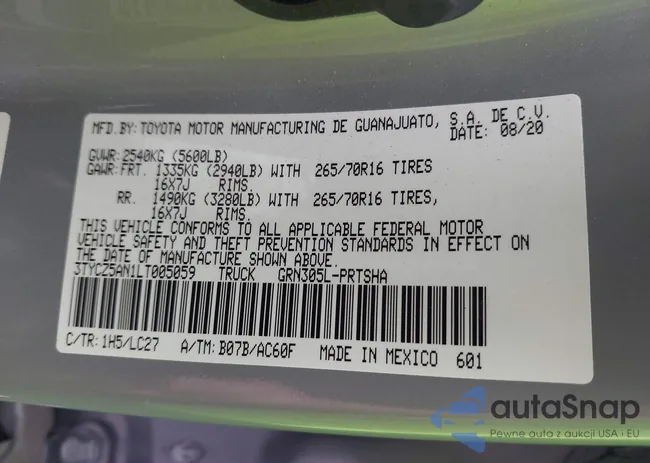 MFD.BY:TOYOTA MOTOR MANUFACTURING DE GUANAJUATO, S.A. DE C.V.
DATE: 08/20
GVWR:2540KG (5600LB)
GAWR:FRT. 1335KG (2940LB) WITH 265/70R16 TIRES
16X7J RIMS.
RR. 1490KG (3280LB) WITH 265/70R16 TIRES,
16X7J RIMS.
THIS VEHICLE CONFORMS TO ALL APPLICABLE FEDERAL MOTOR
VEHICLE SAFETY AND THEFT PREVENTION STANDARDS IN EFFECT ON
THE DATE OF MANUFACTURE SHOWN ABOVE.
3TYCZ5AN1LT005059 TRUCK GRN305L-PRTSHA
C/TR:1H5/LC27 A/TM:B07B/AC60F MADE IN MEXICO 601
autaSnap
Pewne auto z aukcji USA i EU